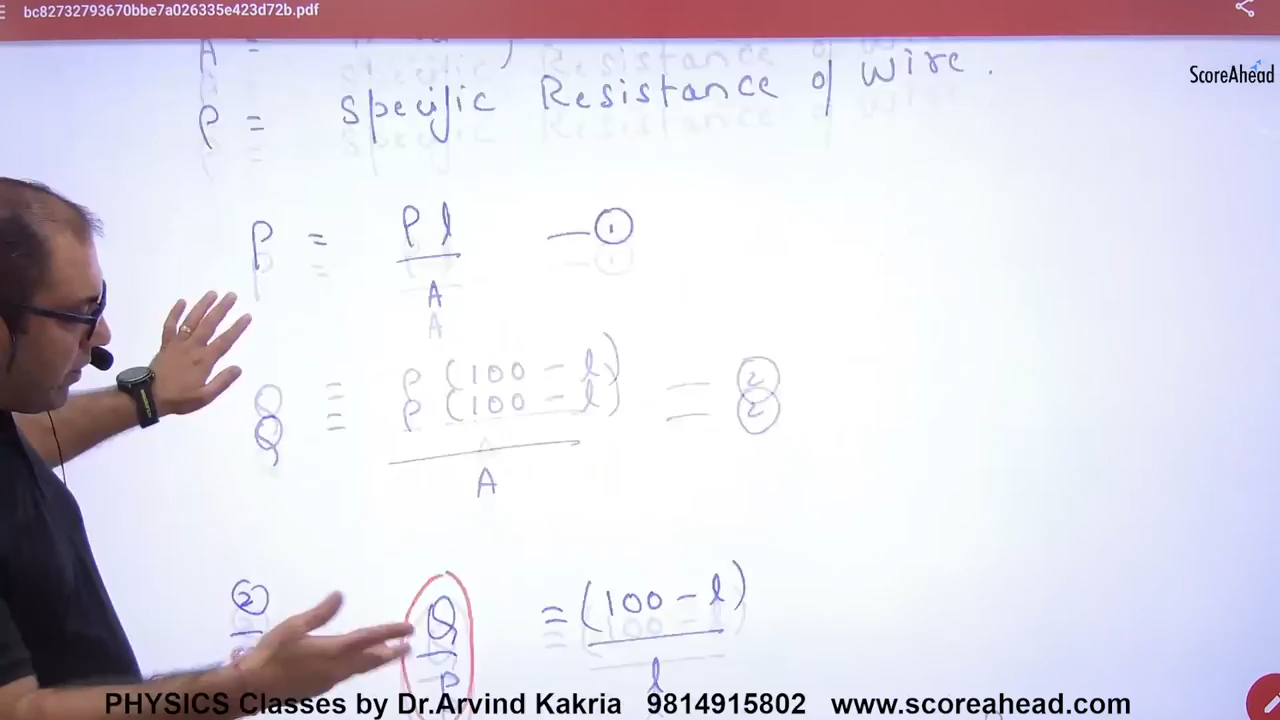 bc82732793670bbe7a026335e423d72b.pdf
ScoreAhead
A =
ρ = Specific Resistance of Wire.
P = ρl / A —①
Q = ρ(100 - l) / A = ②
② Q / P = (100 - l) / l
PHYSICS Classes by Dr.Arvind Kakria 9814915802 www.scoreahead.com